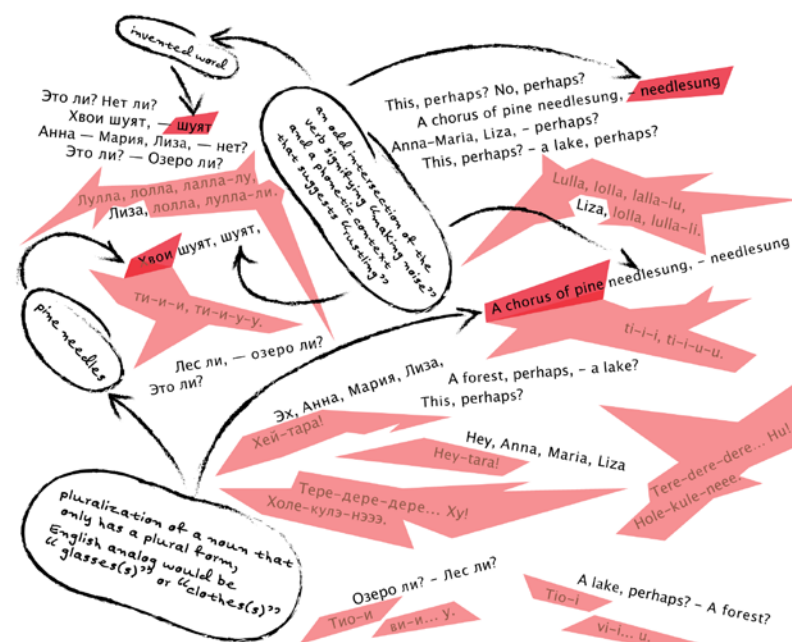 invented word
Это ли? Нет ли?
Хвои шуят, — шуят
Анна — Мария, Лиза, — нет?
Это ли? — Озеро ли?
Лулла, лолла, лалла-лу,
Лиза, лолла, лулла-ли.
Хвои шуят, шуят,
ти-и-и, ти-и-у-у.
Лес ли, — озеро ли?
Это ли?
Эх, Анна, Мария, Лиза,
Хей-тара!
Тере-дере-дере... Ху!
Холе-кулэ-нэээ.
Озеро ли? – Лес ли?
Тио-и
ви-и... у.
an odd intersection of the
verb signifying “making noise”
and a phonetic context
that suggests “rustling”
pine needles
pluralization of a noun that
only has a plural form,
English analog would be
“glasses(s)” or “clothes(s)”
This, perhaps? No, perhaps?
A chorus of pine needlesung, – needlesung
Anna-Maria, Liza, – perhaps?
This, perhaps? – a lake, perhaps?
Lulla, lolla, lalla-lu,
Liza, lolla, lulla-li.
A chorus of pine needlesung, – needlesung
ti-i-i, ti-i-u-u.
A forest, perhaps, – a lake?
This, perhaps?
Hey, Anna, Maria, Liza
Hey-tara!
Tere-dere-dere... Hu!
Hole-kule-neee.
A lake, perhaps? – A forest?
Tio-i
vi-i... u.